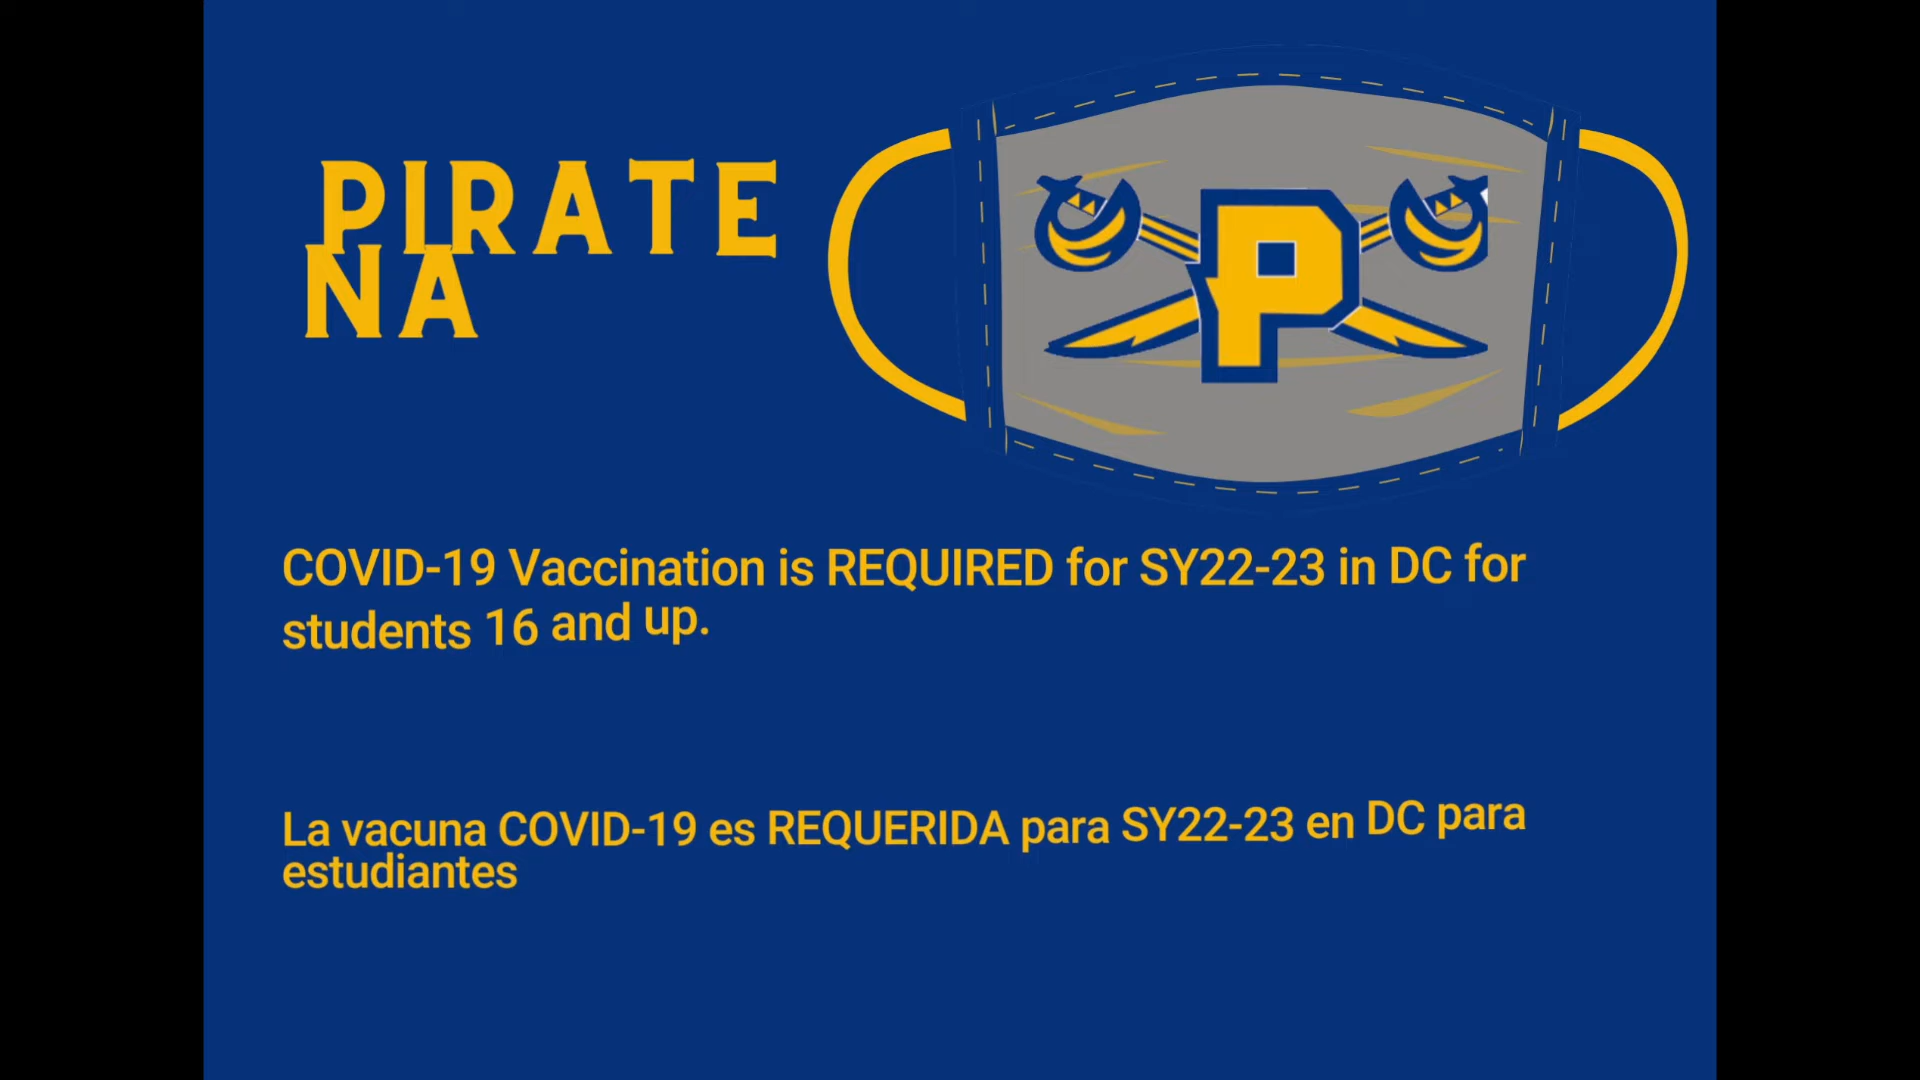 PIRATE
NA
P
COVID-19 Vaccination is REQUIRED for SY22-23 in DC for
students 16 and up.
La vacuna COVID-19 es REQUERIDA para SY22-23 en DC para
estudiantes